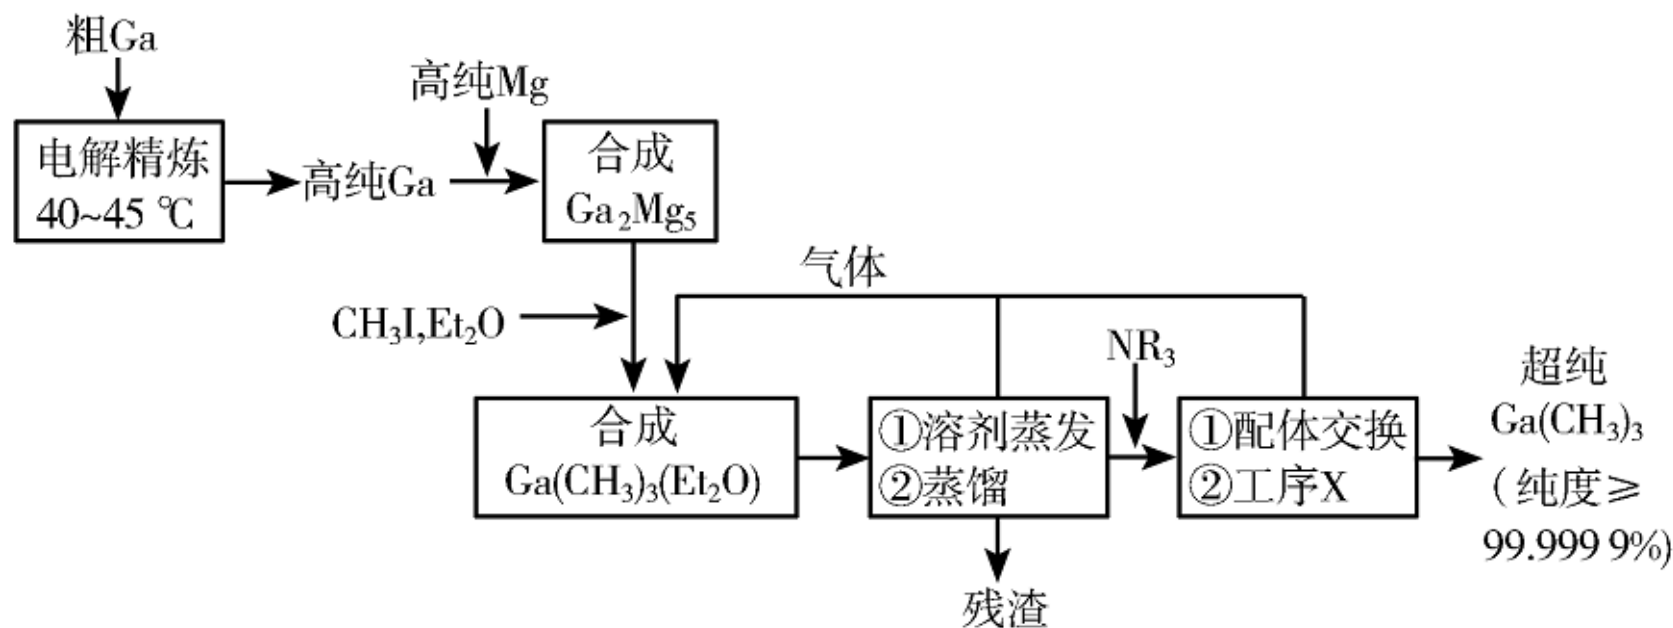 粗Ga
电解精炼
40~45 ℃
高纯Ga
高纯Mg
合成
Ga₂Mg₅
CH₃I,Et₂O
气体
合成
Ga(CH₃)₃(Et₂O)
①溶剂蒸发
②蒸馏
残渣
NR₃
①配体交换
②工序X
超纯
Ga(CH₃)₃
(纯度≥
99.999 9%)